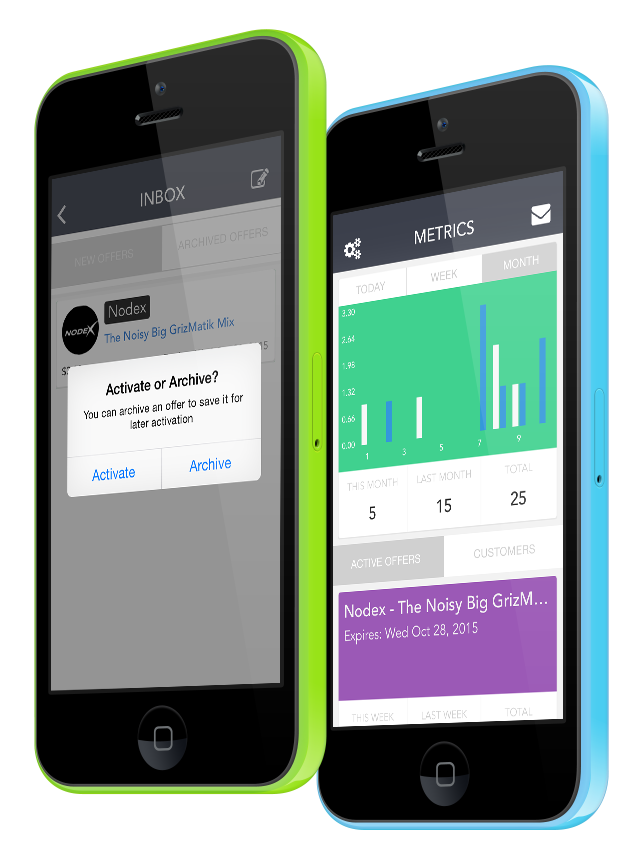 INBOX
NEW OFFERS
ARCHIVED OFFERS
NODEX
Nodex
The Noisy Big GrizMatik Mix
15
Activate or Archive?
You can archive an offer to save it for
later activation
Activate
Archive
METRICS
TODAY
WEEK
MONTH
3.30
2.64
1.98
1.32
0.66
0.00
1
3
5
7
9
THIS MONTH
LAST MONTH
TOTAL
5
15
25
ACTIVE OFFERS
CUSTOMERS
Nodex - The Noisy Big GrizM...
Expires: Wed Oct 28, 2015
THIS WEEK
LAST WEEK
TOTAL